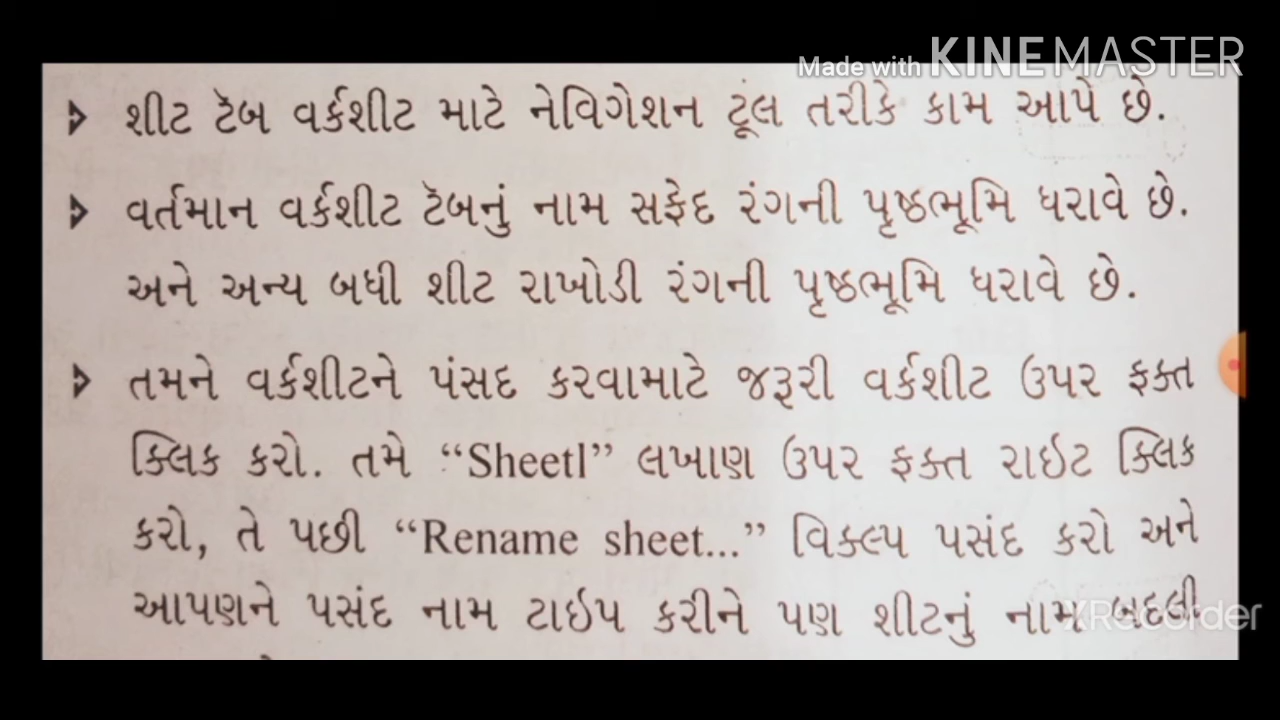 Made with KINEMASTER
➤ શીટ ટૅબ વર્કશીટ માટે નેવિગેશન ટૂંલ તરીકે કામ આપે છે.
➤ વર્તમાન વર્કશીટ ટૅબનું નામ સફેદ રંગની પૃષ્ઠભૂમિ ધરાવે છે.
અને અન્ય બધી શીટ રાખોડી રંગની પૃષ્ઠભૂમિ ધરાવે છે.
➤ તમને વર્કશીટને પંસદ કરવામાટે જરૂરી વર્કશીટ ઉપર ફક્ત
ક્લિક કરો. તમે “Sheetl” લખાણ ઉપર ફક્ત રાઇટ ક્લિક
કરો, તે પછી “Rename sheet...” વિકલ્પ પસંદ કરો અને
આપણને પસંદ નામ ટાઇપ કરીને પણ શીટનું નામ બદલી
XRecorder